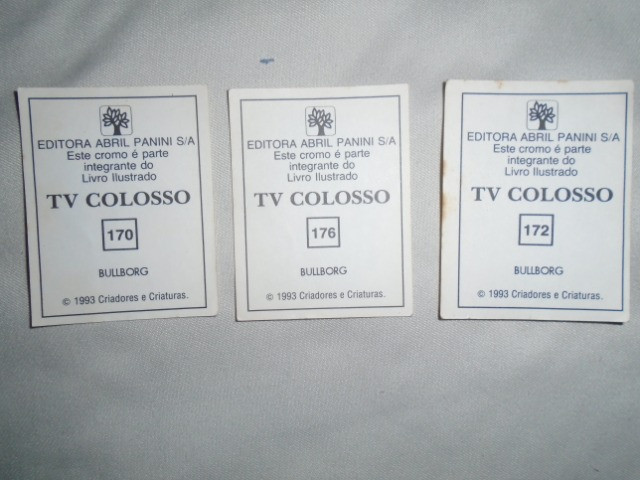 EDITORA ABRIL PANINI S/A
Este cromo é parte
integrante do
Livro Ilustrado
TV COLOSSO
170
BULLBORG
© 1993 Criadores e Criaturas.
EDITORA ABRIL PANINI S/A
Este cromo é parte
integrante do
Livro Ilustrado
TV COLOSSO
176
BULLBORG
© 1993 Criadores e Criaturas.
EDITORA ABRIL PANINI S/A
Este cromo é parte
integrante do
Livro Ilustrado
TV COLOSSO
172
BULLBORG
© 1993 Criadores e Criaturas.